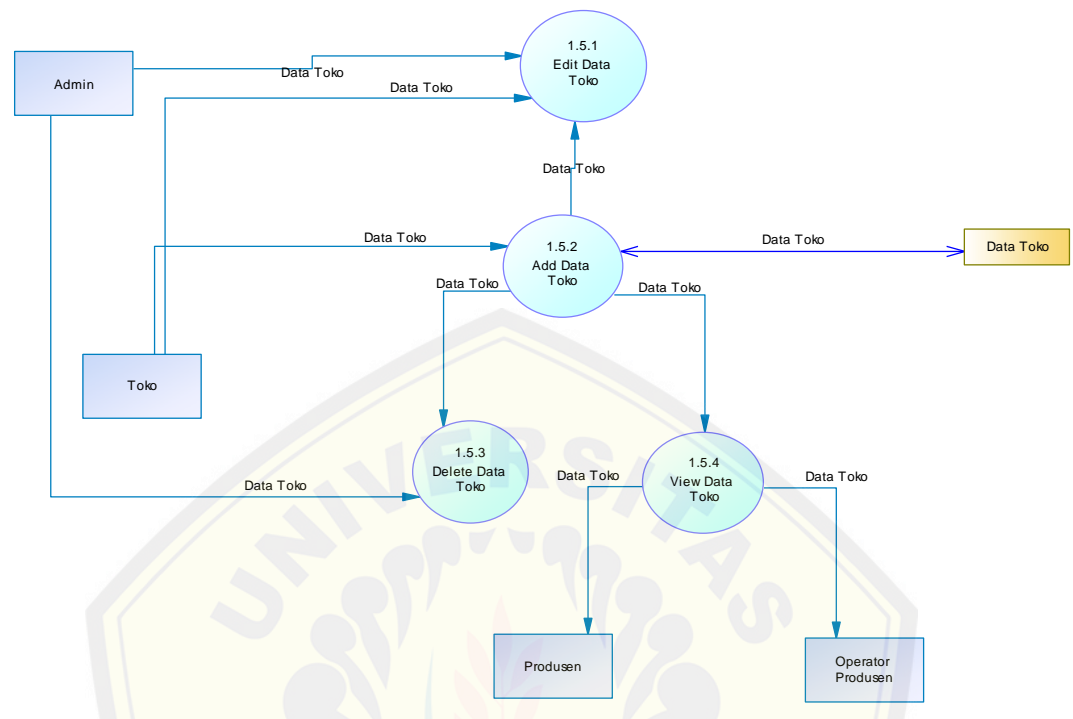 1.5.1
Edit Data
Toko
Admin
Data Toko
Data Toko
Data Toko
1.5.2
Add Data
Toko
Data Toko
Data Toko
Data Toko
Data Toko
Data Toko
Toko
1.5.3
Delete Data
Toko
1.5.4
View Data
Toko
Data Toko
Data Toko
Data Toko
Produsen
Operator
Produsen
UNIVERSITAS